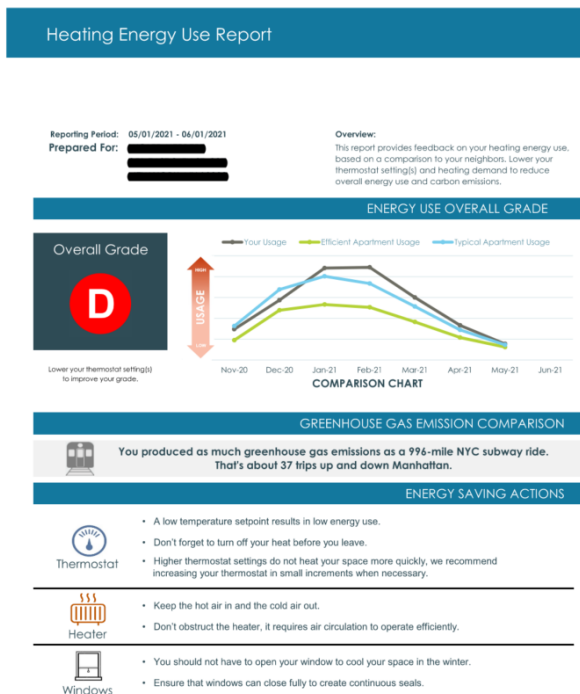 Heating Energy Use Report
Reporting Period: 05/01/2021 - 06/01/2021
Prepared For:
Overview:
This report provides feedback on your heating energy use,
based on a comparison to your neighbors. Lower your
thermostat setting(s) and heating demand to reduce
overall energy use and carbon emissions.
ENERGY USE OVERALL GRADE
Overall Grade
D
Lower your thermostat setting(s)
to improve your grade.
Your Usage
Efficient Apartment Usage
Typical Apartment Usage
HIGH
USAGE
LOW
Nov-20 Dec-20 Jan-21 Feb-21 Mar-21 Apr-21 May-21 Jun-21
COMPARISON CHART
GREENHOUSE GAS EMISSION COMPARISON
You produced as much greenhouse gas emissions as a 996-mile NYC subway ride.
That's about 37 trips up and down Manhattan.
ENERGY SAVING ACTIONS
Thermostat
• A low temperature setpoint results in low energy use.
• Don't forget to turn off your heat before you leave.
• Higher thermostat settings do not heat your space more quickly, we recommend
increasing your thermostat in small increments when necessary.
Heater
• Keep the hot air in and the cold air out.
• Don't obstruct the heater, it requires air circulation to operate efficiently.
Windows
• You should not have to open your window to cool your space in the winter.
• Ensure that windows can close fully to create continuous seals.